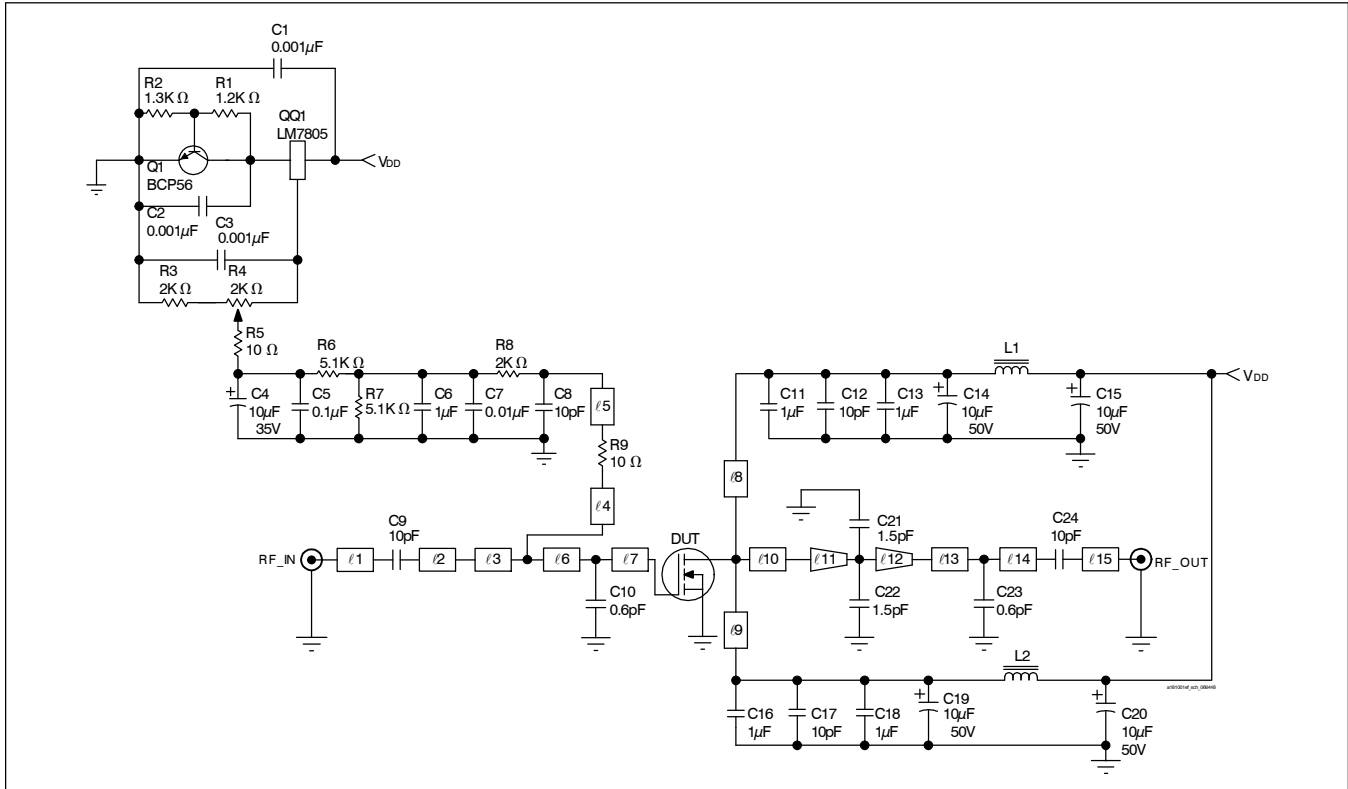 C1
0.001µF
R2
1.3K Ω
R1
1.2K Ω
QQ1
LM7805
VDD
Q1
BCP56
C2
0.001µF
C3
0.001µF
R3
2K Ω
R4
2K Ω
R5
10 Ω
R6
5.1K Ω
R8
2K Ω
+
C4
10µF
35V
C5
0.1µF
R7
5.1K Ω
C6
1µF
C7
0.01µF
C8
10pF
ℓ5
R9
10 Ω
ℓ4
L1
VDD
C11
1µF
C12
10pF
C13
1µF
+
C14
10µF
50V
+
C15
10µF
50V
ℓ8
C21
1.5pF
RF_IN
ℓ1
C9
10pF
ℓ2
ℓ3
ℓ6
ℓ7
DUT
ℓ10
ℓ11
ℓ12
ℓ13
ℓ14
C24
10pF
ℓ15
RF_OUT
C10
0.6pF
C22
1.5pF
C23
0.6pF
ℓ9
L2
C16
1µF
C17
10pF
C18
1µF
+
C19
10µF
50V
+
C20
10µF
50V